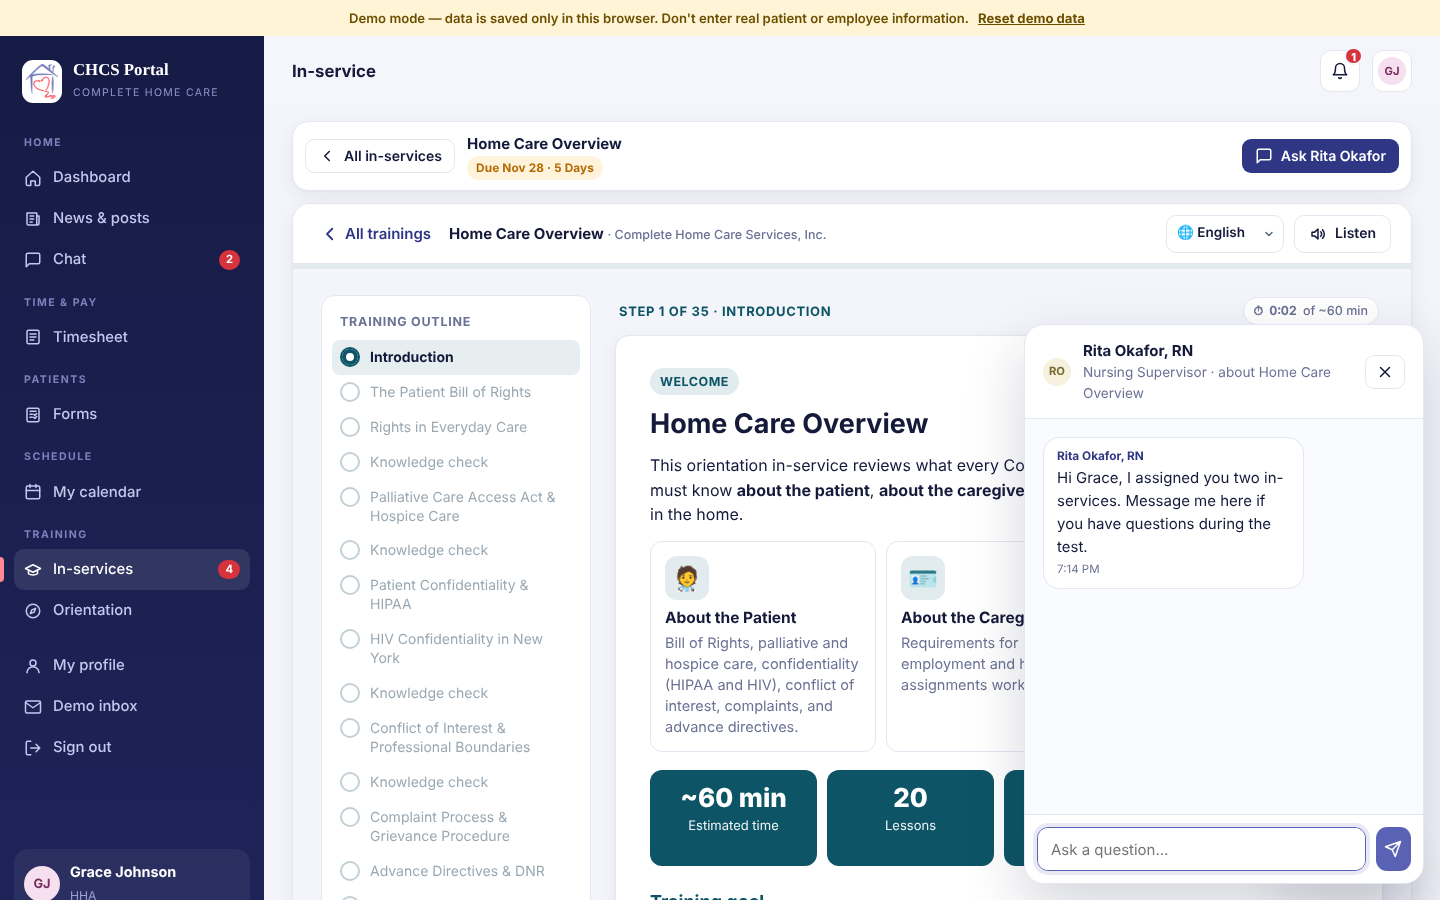 Demo mode — data is saved only in this browser. Don't enter real patient or employee information. Reset demo data
CHCS Portal
COMPLETE HOME CARE
HOME
Dashboard
News & posts
Chat
2
TIME & PAY
Timesheet
PATIENTS
Forms
SCHEDULE
My calendar
TRAINING
In-services
4
Orientation
My profile
Demo inbox
Sign out
GJ
Grace Johnson
HHA
In-service
1
GJ
All in-services
Home Care Overview
Due Nov 28 · 5 Days
Ask Rita Okafor
All trainings
Home Care Overview · Complete Home Care Services, Inc.
English
Listen
TRAINING OUTLINE
Introduction
The Patient Bill of Rights
Rights in Everyday Care
Knowledge check
Palliative Care Access Act &
Hospice Care
Knowledge check
Patient Confidentiality &
HIPAA
HIV Confidentiality in New
York
Knowledge check
Conflict of Interest &
Professional Boundaries
Knowledge check
Complaint Process &
Grievance Procedure
Advance Directives & DNR
STEP 1 OF 35 · INTRODUCTION
0:02 of ~60 min
WELCOME
Home Care Overview
This orientation in-service reviews what every Co
must know about the patient, about the caregive
in the home.
About the Patient
Bill of Rights, palliative and
hospice care, confidentiality
(HIPAA and HIV), conflict of
interest, complaints, and
advance directives.
About the Careg
Requirements for
employment and h
assignments work
~60 min
Estimated time
20
Lessons
Training goal
RO
Rita Okafor, RN
Nursing Supervisor · about Home Care
Overview
Rita Okafor, RN
Hi Grace, I assigned you two in-
services. Message me here if
you have questions during the
test.
7:14 PM
Ask a question...